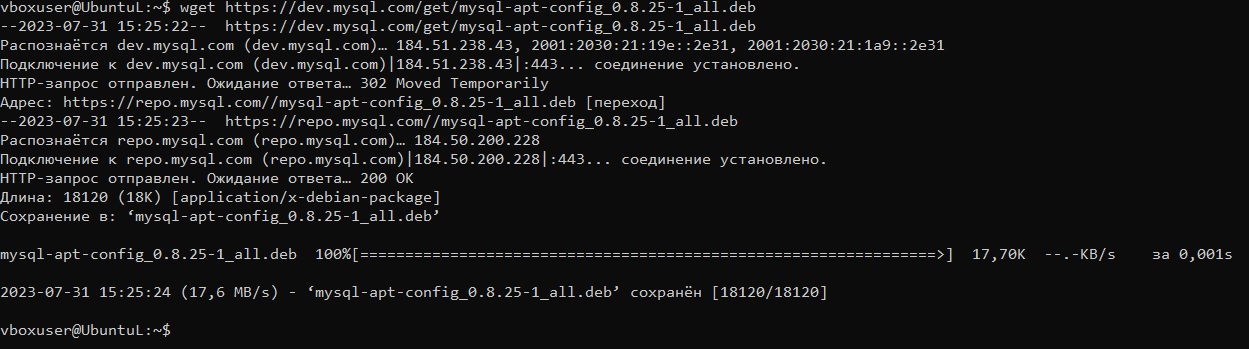 vboxuser@UbuntuL:~$ wget https://dev.mysql.com/get/mysql-apt-config_0.8.25-1_all.deb
--2023-07-31 15:25:22--  https://dev.mysql.com/get/mysql-apt-config_0.8.25-1_all.deb
Распознаётся dev.mysql.com (dev.mysql.com)… 184.51.238.43, 2001:2030:21:19e::2e31, 2001:2030:21:1a9::2e31
Подключение к dev.mysql.com (dev.mysql.com)|184.51.238.43|:443... соединение установлено.
HTTP-запрос отправлен. Ожидание ответа… 302 Moved Temporarily
Адрес: https://repo.mysql.com//mysql-apt-config_0.8.25-1_all.deb [переход]
--2023-07-31 15:25:23--  https://repo.mysql.com//mysql-apt-config_0.8.25-1_all.deb
Распознаётся repo.mysql.com (repo.mysql.com)… 184.50.200.228
Подключение к repo.mysql.com (repo.mysql.com)|184.50.200.228|:443... соединение установлено.
HTTP-запрос отправлен. Ожидание ответа… 200 OK
Длина: 18120 (18K) [application/x-debian-package]
Сохранение в: ‘mysql-apt-config_0.8.25-1_all.deb’
mysql-apt-config_0.8.25-1_all.deb  100%[================================================================>]  17,70K  --.-KB/s    за 0,001s
2023-07-31 15:25:24 (17,6 MB/s) - ‘mysql-apt-config_0.8.25-1_all.deb’ сохранён [18120/18120]
vboxuser@UbuntuL:~$